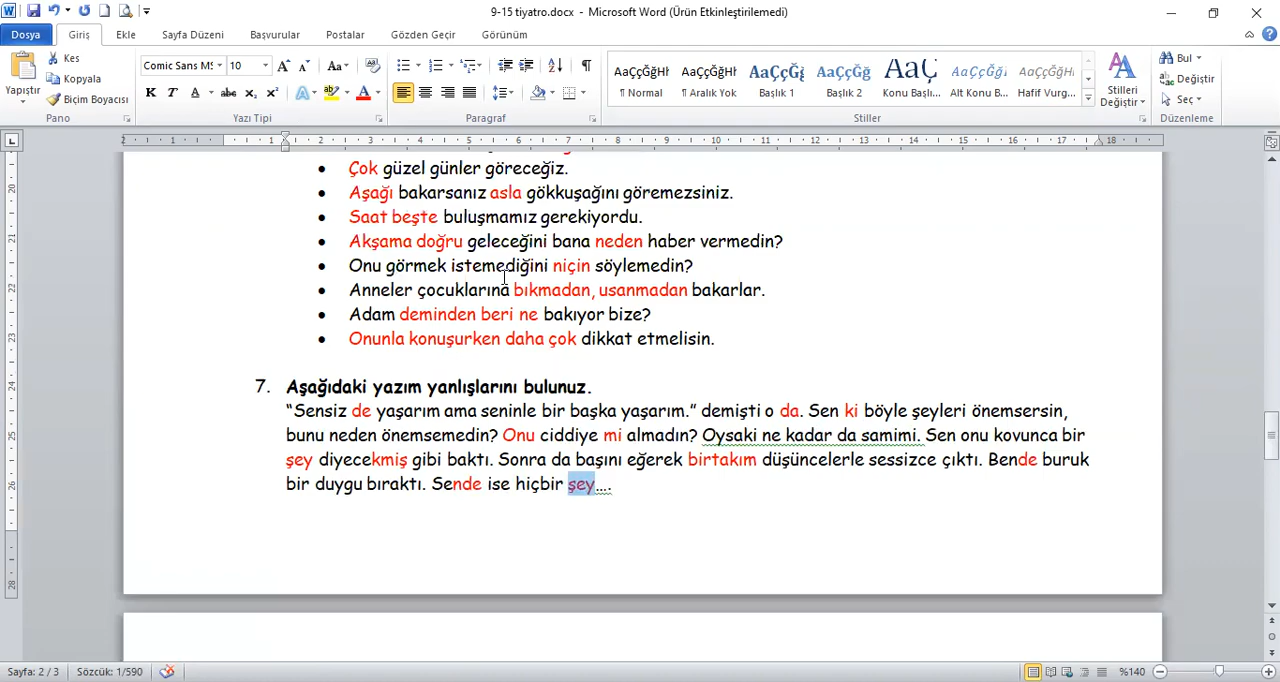 9-15 tiyatro.docx - Microsoft Word (Ürün Etkinleştirilemedi)
Dosya Giriş Ekle Sayfa Düzeni Başvurular Postalar Gözden Geçir Görünüm
Yapıştır
Kes
Kopyala
Biçim Boyacısı
Pano
Comic Sans MS 10
Yazı Tipi
Paragraf
AaÇçĞğHł AaÇçĞğHł AaÇçĞğ AaÇçĞğ AaÇç AaÇçĞği AaÇçĞğHł
¶ Normal ¶ Aralık Yok Başlık 1 Başlık 2 Konu Başlı... Alt Konu B... Hafif Vurg...
Stilleri Değiştir
Stiller
Bul
Değiştir
Seç
Düzenleme
• Çok güzel günler göreceğiz.
• Aşağı bakarsanız asla gökkuşağını göremezsiniz.
• Saat beşte buluşmamız gerekiyordu.
• Akşama doğru geleceğini bana neden haber vermedin?
• Onu görmek istemediğini niçin söylemedin?
• Anneler çocuklarına bıkmadan, usanmadan bakarlar.
• Adam deminden beri ne bakıyor bize?
• Onunla konuşurken daha çok dikkat etmelisin.
7. Aşağıdaki yazım yanlışlarını bulunuz.
“Sensiz de yaşarım ama seninle bir başka yaşarım.” demişti o da. Sen ki böyle şeyleri önemsersin,
bunu neden önemsemedin? Onu ciddiye mi almadın? Oysaki ne kadar da samimi. Sen onu kovunca bir
şey diyecekmiş gibi baktı. Sonra da başını eğerek birtakım düşüncelerle sessizce çıktı. Bende buruk
bir duygu bıraktı. Sende ise hiçbir şey….
Sayfa: 2 / 3 Sözcük: 1/590 %140